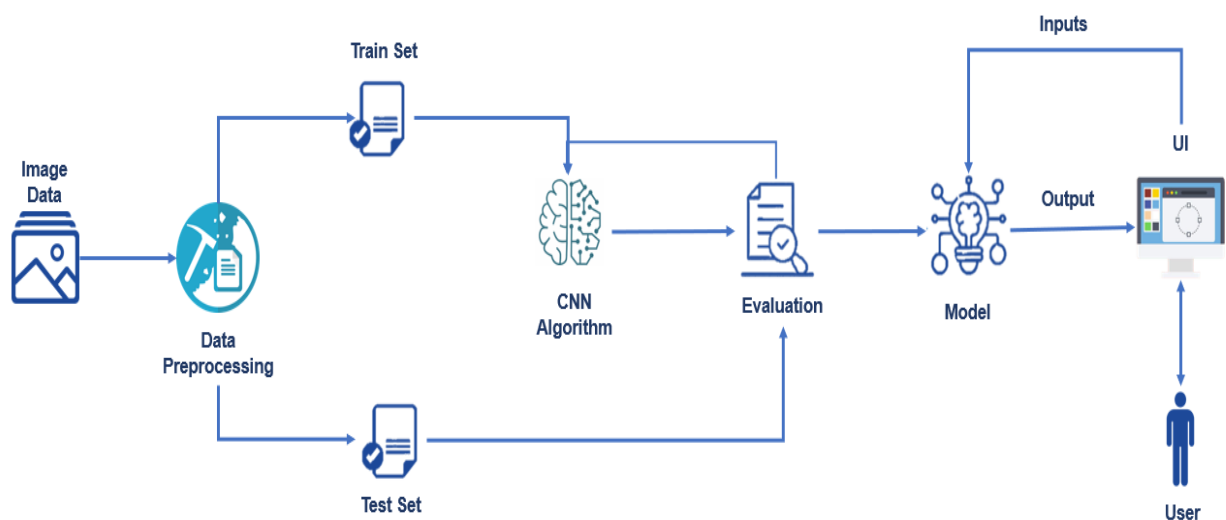 Inputs
Train Set
UI
Image
Data
Output
CNN
Algorithm
Evaluation
Model
Data
Preprocessing
Test Set
User